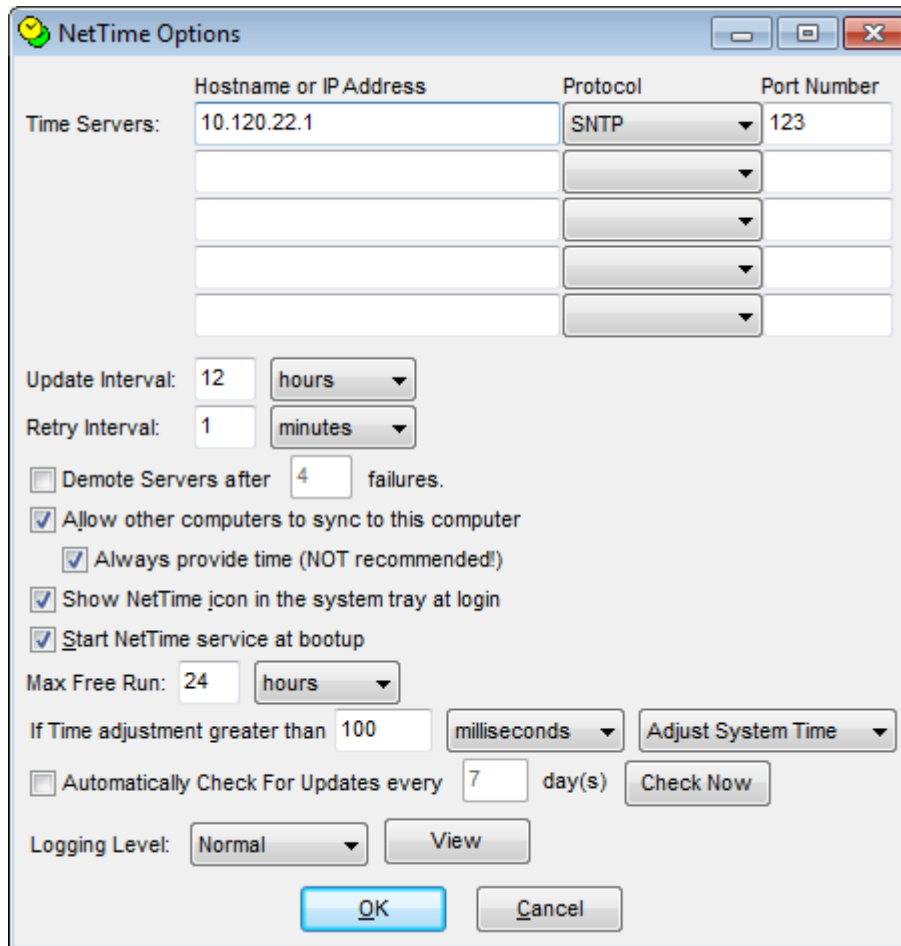 NetTime Options
Hostname or IP Address Protocol Port Number
Time Servers: 10.120.22.1 SNTP 123
Update Interval: 12 hours
Retry Interval: 1 minutes
Demote Servers after 4 failures.
Allow other computers to sync to this computer
Always provide time (NOT recommended!)
Show NetTime icon in the system tray at login
Start NetTime service at bootup
Max Free Run: 24 hours
If Time adjustment greater than 100 milliseconds Adjust System Time
Automatically Check For Updates every 7 day(s) Check Now
Logging Level: Normal View
OK Cancel